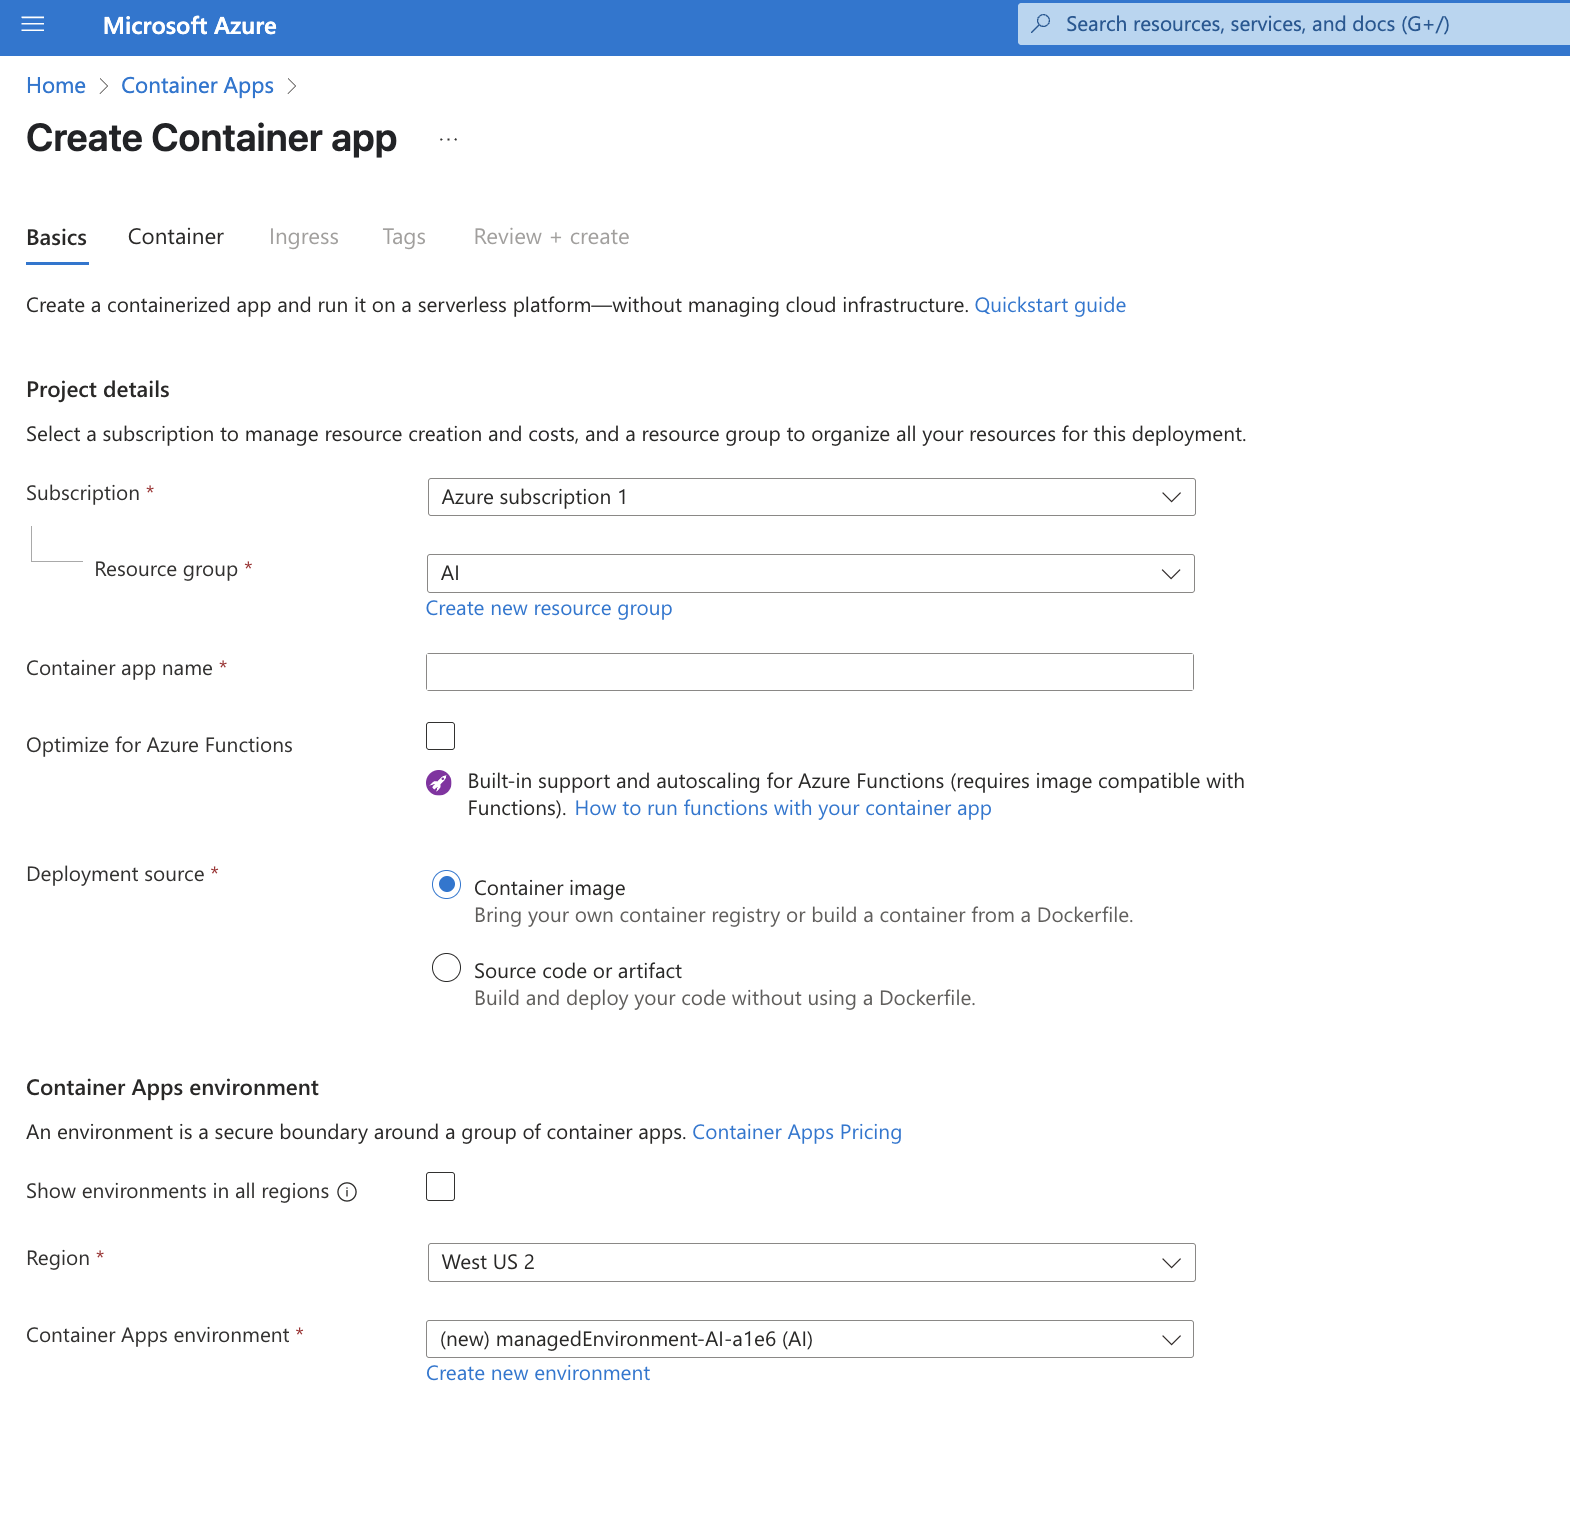 Microsoft Azure
Search resources, services, and docs (G+/)
Home > Container Apps >
Create Container app ...
Basics Container Ingress Tags Review + create
Create a containerized app and run it on a serverless platform—without managing cloud infrastructure. Quickstart guide
Project details
Select a subscription to manage resource creation and costs, and a resource group to organize all your resources for this deployment.
Subscription *
Azure subscription 1
Resource group *
AI
Create new resource group
Container app name *
Optimize for Azure Functions
Built-in support and autoscaling for Azure Functions (requires image compatible with
Functions). How to run functions with your container app
Deployment source *
Container image
Bring your own container registry or build a container from a Dockerfile.
Source code or artifact
Build and deploy your code without using a Dockerfile.
Container Apps environment
An environment is a secure boundary around a group of container apps. Container Apps Pricing
Show environments in all regions
Region *
West US 2
Container Apps environment *
(new) managedEnvironment-AI-a1e6 (AI)
Create new environment